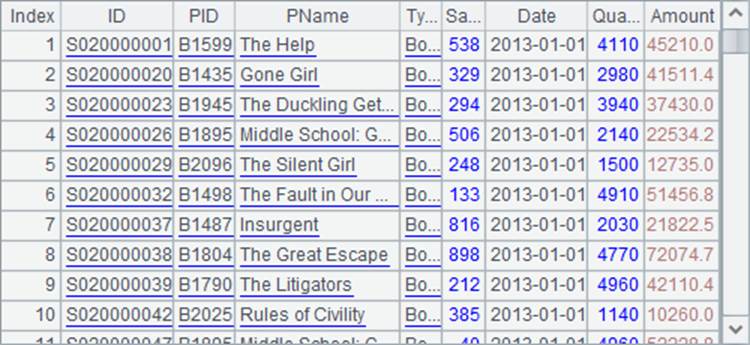 Index ID PID PName Ty... Sa... Date Qua... Amount
1 S020000001 B1599 The Help Bo... 538 2013-01-01 4110 45210.0
2 S020000020 B1435 Gone Girl Bo... 329 2013-01-01 2980 41511.4
3 S020000023 B1945 The Duckling Get... Bo... 294 2013-01-01 3940 37430.0
4 S020000026 B1895 Middle School: G... Bo... 506 2013-01-01 2140 22534.2
5 S020000029 B2096 The Silent Girl Bo... 248 2013-01-01 1500 12735.0
6 S020000032 B1498 The Fault in Our ... Bo... 133 2013-01-01 4910 51456.8
7 S020000037 B1487 Insurgent Bo... 816 2013-01-01 2030 21822.5
8 S020000038 B1804 The Great Escape Bo... 898 2013-01-01 4770 72074.7
9 S020000039 B1790 The Litigators Bo... 212 2013-01-01 4960 42110.4
10 S020000042 B2025 Rules of Civility Bo... 385 2013-01-01 1140 10260.0
11 S020000047 B1895 Middle School: G... Bo... 2013-01-01